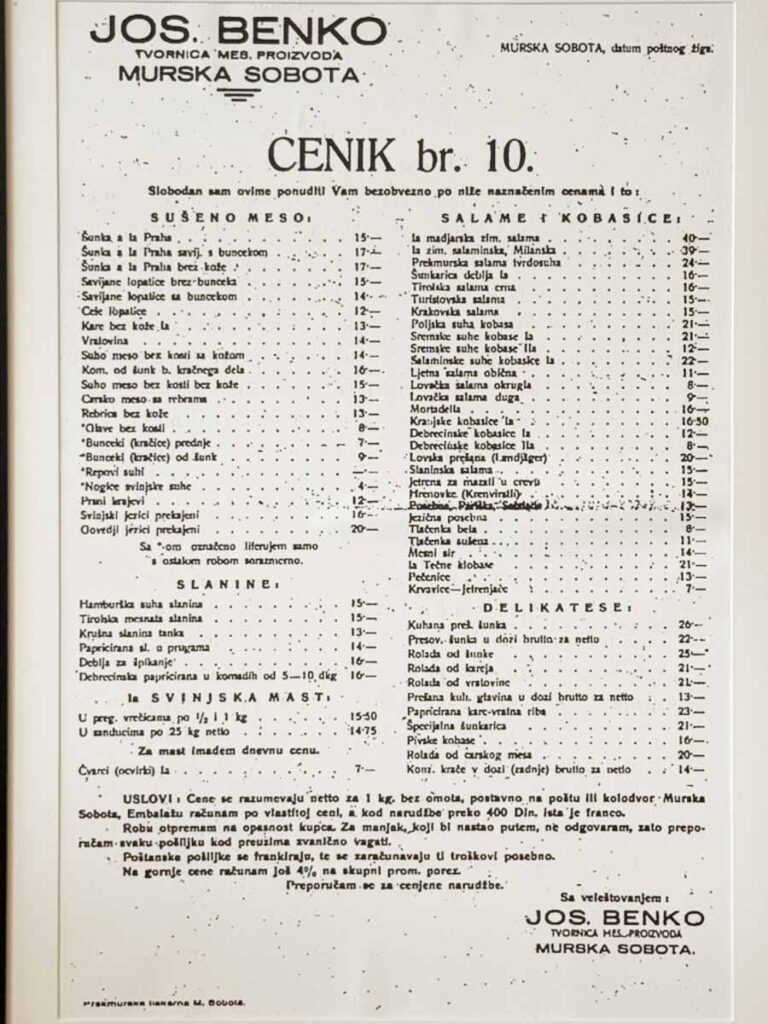 JOS. BENKO
TVORNICA MES. PROIZVODA
MURSKA SOBOTA
MURSKA SOBOTA, datum poštnog žiga.
CENIK br. 10.
Slobodan sam ovime ponuditi Vam bezobvezno po niže naznačenim cenama i to:
SUŠENO MESO:
Šunka a la Praha 15·—
Šunka a la Praha savij. s buncekom 17·—
Šunka a la Praha brez kože 17·—
Savijane lopatice brez bunceka 15·—
Savijane lopatice sa buncekom 14·—
Cele lopatice 12·—
Kare bez kože Ia 13·—
Vratovina 14·—
Suho meso bez kosti sa kožom 14·—
Kom. od šunk b. kračnega dela 16·—
Suho meso bez kosti bez kože 15·—
Carsko meso sa rebrama 13·—
Rebrica bez kože 13·—
*Glave bez kosti 8·—
*Bunceki (kračice) prednje 7·—
*Bunceki (kračice) od šunk 9·—
*Repovi suhi —·—
*Nogice svinjske suhe 4·—
Prsni krajevi 12·—
Svinjski jezici prekajeni 16·—
Goveđji jezici prekajeni 20·—
Sa *-om označeno liferujem samo
s ostalom robom sorazmerno.
SLANINE:
Hamburška suha slanina 15·—
Tirolska mesnata slanina 15·—
Krušna slanina tanka 13·—
Papricirana sl. u prugama 14·—
Deblja za špikanje 16·—
Debrecinska papricirana u komadih od 5—10 dkg 16·—
Ia SVINJSKA MAST:
U preg. vrečicama po 1/2 i 1 kg 15·50
U sanducima po 25 kg netto 14·75
Za mast imadem dnevnu cenu.
Čvarci (ocvirki) Ia 7·—
SALAME I KOBASICE:
Ia madjarska zim. salama 40·—
Ia zim. salaminska, Milánska 39·—
Prekmurska salama tvrdosuha 24·—
Šunkarica deblja Ia 16·—
Tirolska salama crna 16·—
Turistovska salama 15·—
Krakovska salama 15·—
Poljska suha kobasa 21·—
Sremske suhe kobase Ia 21·—
Sremske suhe kobase IIa 12·—
Salaminske suhe kobasice Ia 22·—
Ljetna salama obična 11·—
Lovačka salama okrugla 8·—
Lovačka salama duga 9·—
Mortadella 16·—
Kranjske kobasice Ia 16·50
Debrecinske kobasice Ia 12·—
Debrecinske kobasice IIa 8·—
Lovska prešana (Landjäger) 20·—
Slaninska salama 15·—
Jetrena za mazati u crevu 15·—
Hrenovke (Krenviršli) 14·—
Posebna, Pariška, 13·—
Jezična posebna 15·—
Tlačenka bela 8·—
Tlačenka sušena 11·—
Mesni sir 14·—
Ia Tečne klobase 21·—
Pečenice 13·—
Krvavice—Jetrenjače 7·—
DELIKATESE:
Kuhana preš. šunka 26·—
Presov. šunka u dozi brutto za netto 22·—
Rolada od šunke 25·—
Rolada od kareja 21·—
Rolada od vratovine 21·—
Prešana kult. glavina u dozi brutto za netto 13·—
Papricirana kare-vratna riba 23·—
Specijalna šunkarica 21·—
Pivske kobase 16·—
Rolada od carskog mesa 20·—
Konz. krače v dozi (zadnje) brutto za netto 14·—
USLOVI: Cene se razumevaju netto za 1 kg. bez omota, postavno na poštu ili kolodvor Murska
Sobota, Embalažu računam po vlastitoj ceni, a kod narudžbe preko 400 Din. ista je franco.
Robu otpremam na opasnost kupca. Za manjak, koji bi nastao putem, ne odgovaram, zato prepo-
ručam svaku pošiljku kod preuzima zvanično vagati.
Poštanske pošiljke se frankiraju, te se zaračunavaju ti troškovi posebno.
Na gornje cene računam još 4% na skupni prom. porez.
Preporučam se za cenjene narudžbe.
Sa veleštovanjem:
JOS. BENKO
TVORNICA MES. PROIZVODA
MURSKA SOBOTA.
Prekmurska tiskarna M. Sobota.